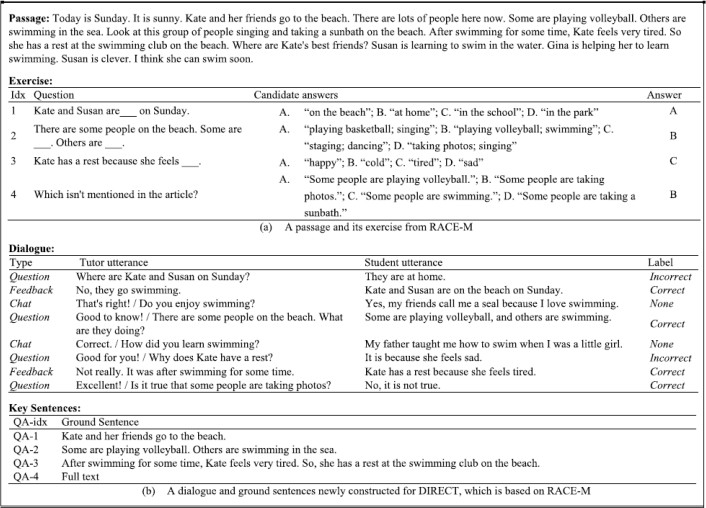 Passage: Today is Sunday. It is sunny. Kate and her friends go to the beach. There are lots of people here now. Some are playing volleyball. Others are
swimming in the sea. Look at this group of people singing and taking a sunbath on the beach. After swimming for some time, Kate feels very tired. So
she has a rest at the swimming club on the beach. Where are Kate's best friends? Susan is learning to swim in the water. Gina is helping her to learn
swimming. Susan is clever. I think she can swim soon.
Exercise:
Idx Question Candidate answers Answer
1 Kate and Susan are___ on Sunday. A. “on the beach”; B. “at home”; C. “in the school”; D. “in the park” A
2 There are some people on the beach. Some are ___. Others are ___. A. “playing basketball; singing”; B. “playing volleyball; swimming”; C. “staging; dancing”; D. “taking photos; singing” B
3 Kate has a rest because she feels ___. A. “happy”; B. “cold”; C. “tired”; D. “sad” C
4 Which isn't mentioned in the article? A. “Some people are playing volleyball.”; B. “Some people are taking photos.”; C. “Some people are swimming.”; D. “Some people are taking a sunbath.” B
(a) A passage and its exercise from RACE-M
Dialogue:
Type Tutor utterance Student utterance Label
Question Where are Kate and Susan on Sunday? They are at home. Incorrect
Feedback No, they go swimming. Kate and Susan are on the beach on Sunday. Correct
Chat That's right! / Do you enjoy swimming? Yes, my friends call me a seal because I love swimming. None
Question Good to know! / There are some people on the beach. What are they doing? Some are playing volleyball, and others are swimming. Correct
Chat Correct. / How did you learn swimming? My father taught me how to swim when I was a little girl. None
Question Good for you! / Why does Kate have a rest? It is because she feels sad. Incorrect
Feedback Not really. It was after swimming for some time. Kate has a rest because she feels tired. Correct
Question Excellent! / Is it true that some people are taking photos? No, it is not true. Correct
Key Sentences:
QA-idx Ground Sentence
QA-1 Kate and her friends go to the beach.
QA-2 Some are playing volleyball. Others are swimming in the sea.
QA-3 After swimming for some time, Kate feels very tired. So, she has a rest at the swimming club on the beach.
QA-4 Full text
(b) A dialogue and ground sentences newly constructed for DIRECT, which is based on RACE-M